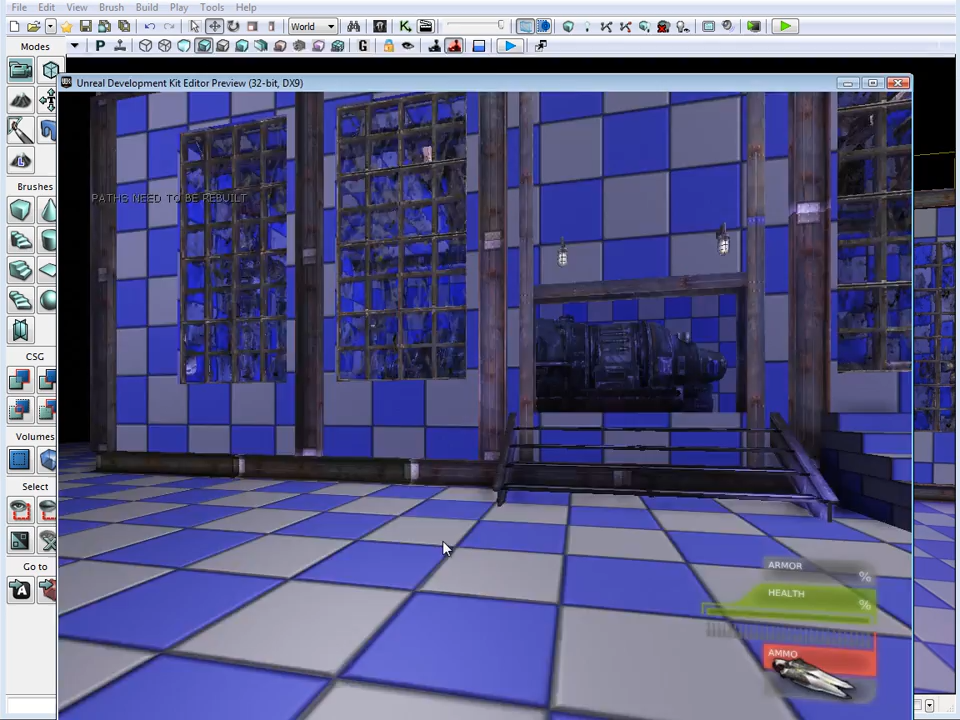 File Edit View Brush Build Play Tools Help
World
Modes
P
G
Unreal Development Kit Editor Preview (32-bit, DX9)
PATHS NEED TO BE REBUILT
Brushes
CSG
Volumes
Select
Go to
ARMOR
%
HEALTH
%
AMMO